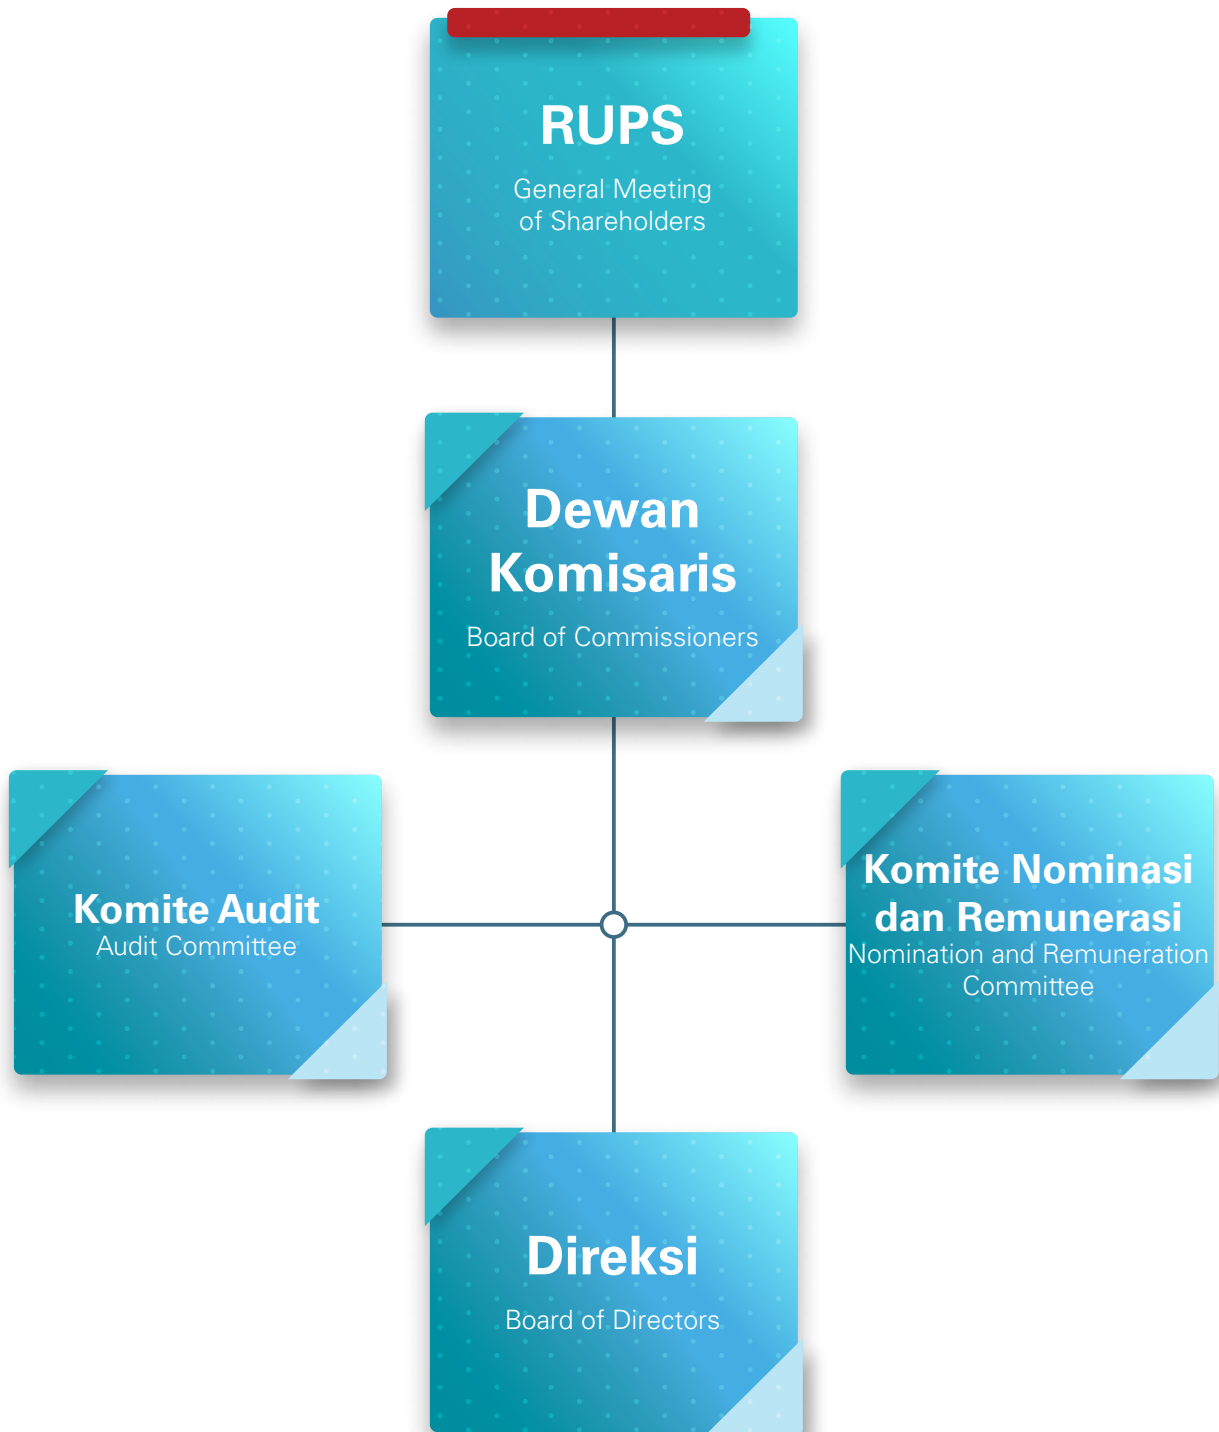 RUPS
General Meeting
of Shareholders
Dewan
Komisaris
Board of Commissioners
Komite Audit
Audit Committee
Komite Nominasi
dan Remunerasi
Nomination and Remuneration
Committee
Direksi
Board of Directors